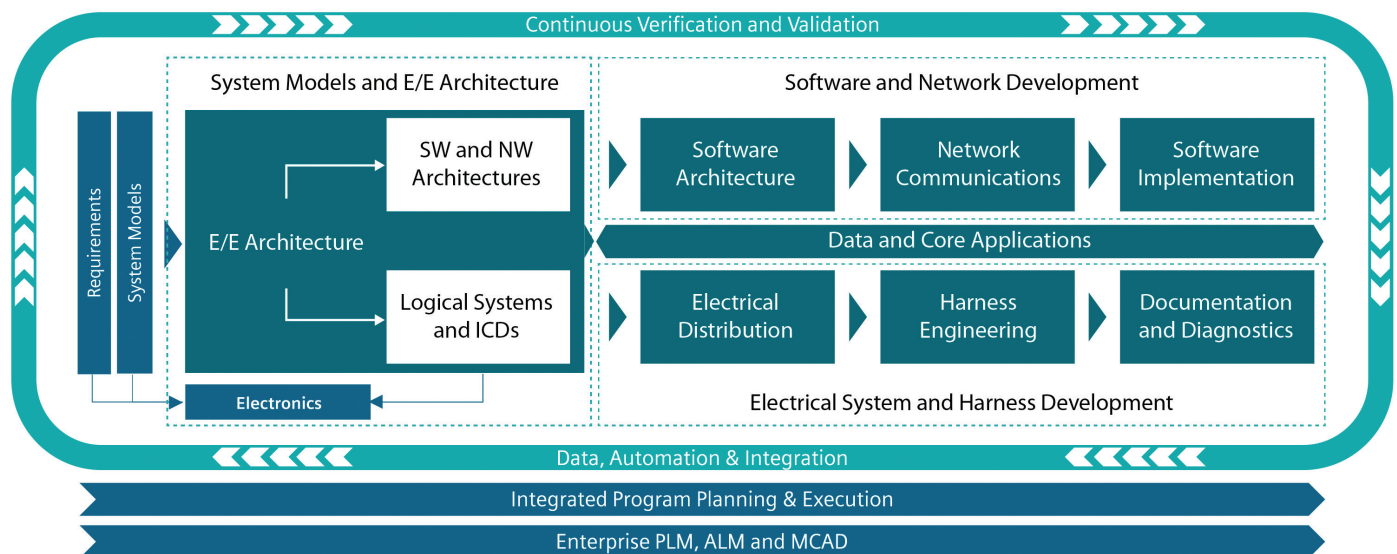 Continuous Verification and Validation
System Models and E/E Architecture
Software and Network Development
Requirements
System Models
E/E Architecture
SW and NW
Architectures
Logical Systems
and ICDs
Electronics
Software
Architecture
Network
Communications
Software
Implementation
Data and Core Applications
Electrical
Distribution
Harness
Engineering
Documentation
and Diagnostics
Electrical System and Harness Development
Data, Automation & Integration
Integrated Program Planning & Execution
Enterprise PLM, ALM and MCAD